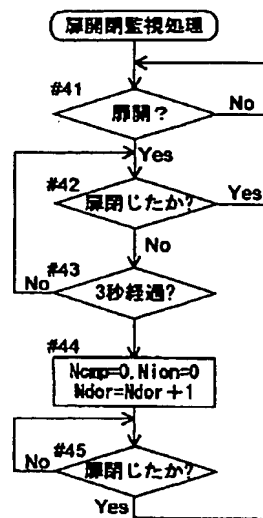 扉開閉監視処理
#41
扉開？
No
Yes
#42
扉閉じたか?
Yes
No
#43
3秒経過?
No
#44
Ncmp=0.Nion=0
Ndor=Ndor+1
#45
扉閉じたか?
No
Yes